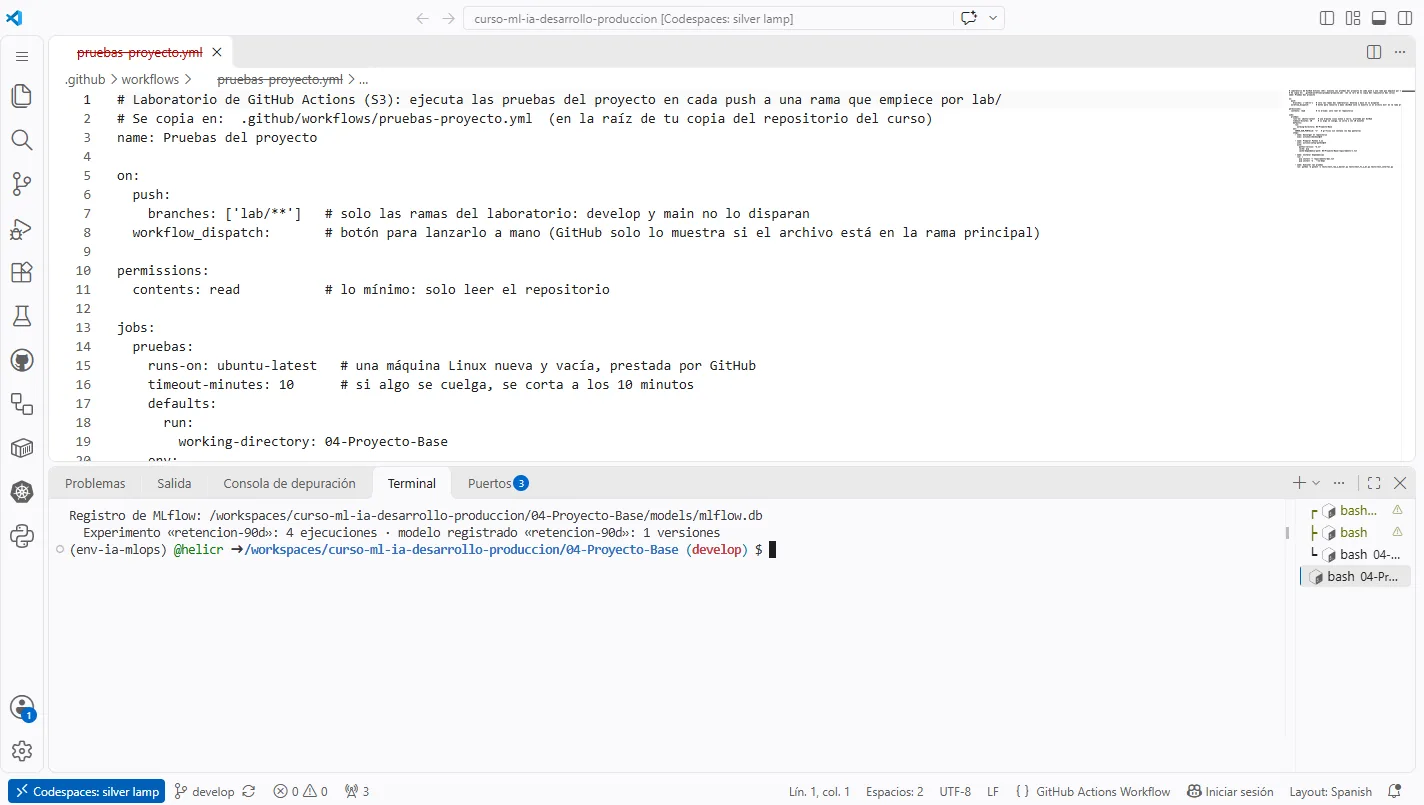 curso-ml-ia-desarrollo-produccion [Codespaces: silver lamp]
pruebas-proyecto.yml
.github > workflows > pruebas-proyecto.yml > ...
1 # Laboratorio de GitHub Actions (S3): ejecuta las pruebas del proyecto en cada push a una rama que empiece por lab/
2 # Se copia en: .github/workflows/pruebas-proyecto.yml (en la raíz de tu copia del repositorio del curso)
3 name: Pruebas del proyecto
4
5 on:
6 push:
7 branches: ['lab/**'] # solo las ramas del laboratorio: develop y main no lo disparan
8 workflow_dispatch: # botón para lanzarlo a mano (GitHub solo lo muestra si el archivo está en la rama principal)
9
10 permissions:
11 contents: read # lo mínimo: solo leer el repositorio
12
13 jobs:
14 pruebas:
15 runs-on: ubuntu-latest # una máquina Linux nueva y vacía, prestada por GitHub
16 timeout-minutes: 10 # si algo se cuelga, se corta a los 10 minutos
17 defaults:
18 run:
19 working-directory: 04-Proyecto-Base
20 env:
Problemas Salida Consola de depuración Terminal Puertos 3
Registro de MLflow: /workspaces/curso-ml-ia-desarrollo-produccion/04-Proyecto-Base/models/mlflow.db
Experimento «retencion-90d»: 4 ejecuciones · modelo registrado «retencion-90d»: 1 versiones
(env-ia-mlops) @helicr ➜/workspaces/curso-ml-ia-desarrollo-produccion/04-Proyecto-Base (develop) $
bash...
bash
bash 04-...
bash 04-Pr...
1
Codespaces: silver lamp develop 0 0 3 Lín. 1, col. 1 Espacios: 2 UTF-8 LF { } GitHub Actions Workflow Iniciar sesión Layout: Spanish